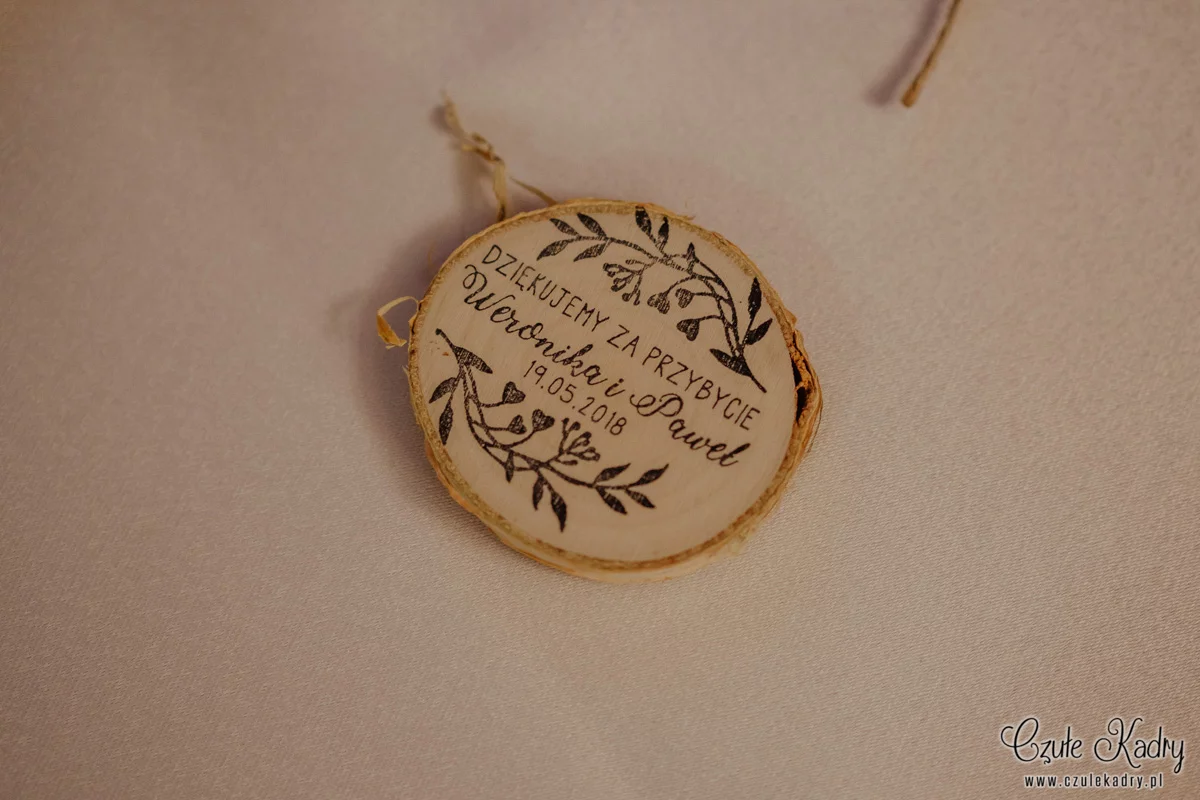 DZIĘKUJEMY ZA PRZYBYCIE
Weronika i Paweł
19.05.2018
Czułe Kadry
www.czulekadry.pl